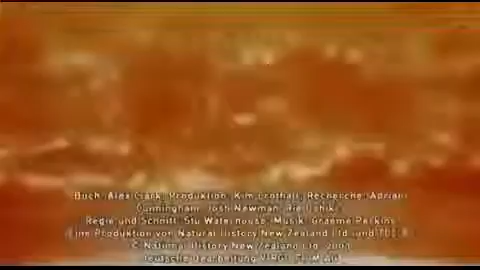 Buch: Alex Clark, Produktion: Kim Crothall, Recherche: Adrian
Cunningham, Josh Newman,
Regie und Schnitt: Stu Waterhouse, Musik: Graeme Perkins
Eine Produktion von Natural History New Zealand Ltd. und
© Natural History New Zealand Ltd.
Deutsche Bearbeitung